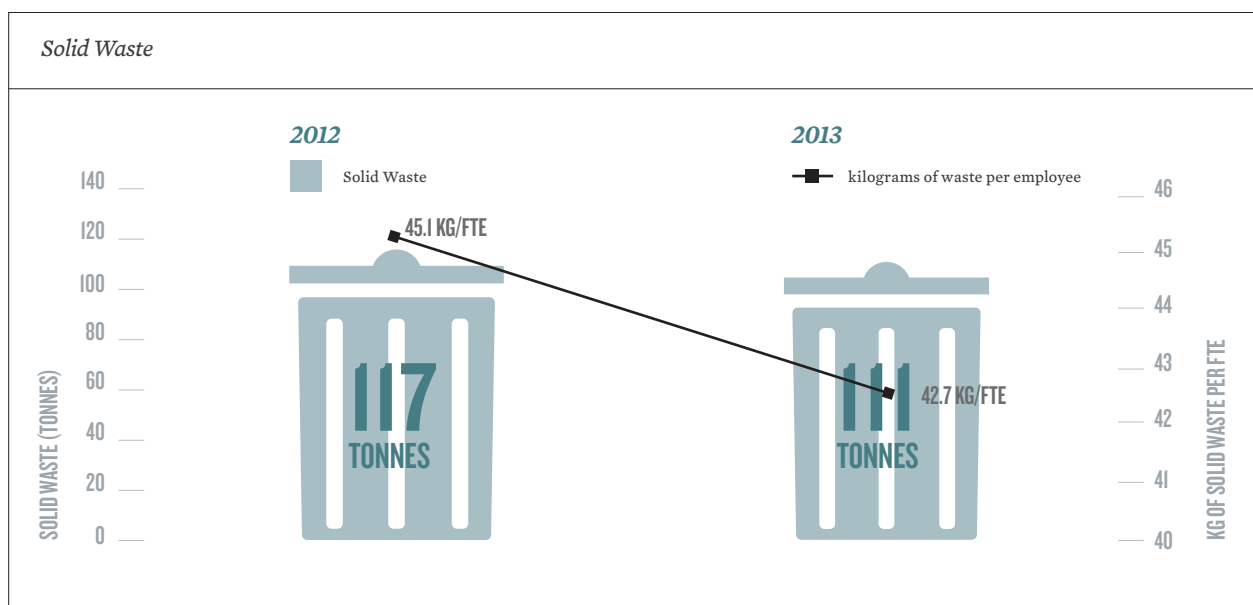 Solid Waste
2012
2013
Solid Waste
kilograms of waste per employee
140
120
100
80
60
40
20
0
SOLID WASTE (TONNES)
45.1 KG/FTE
117
TONNES
111
TONNES
42.7 KG/FTE
46
45
44
43
42
41
40
KG OF SOLID WASTE PER FTE